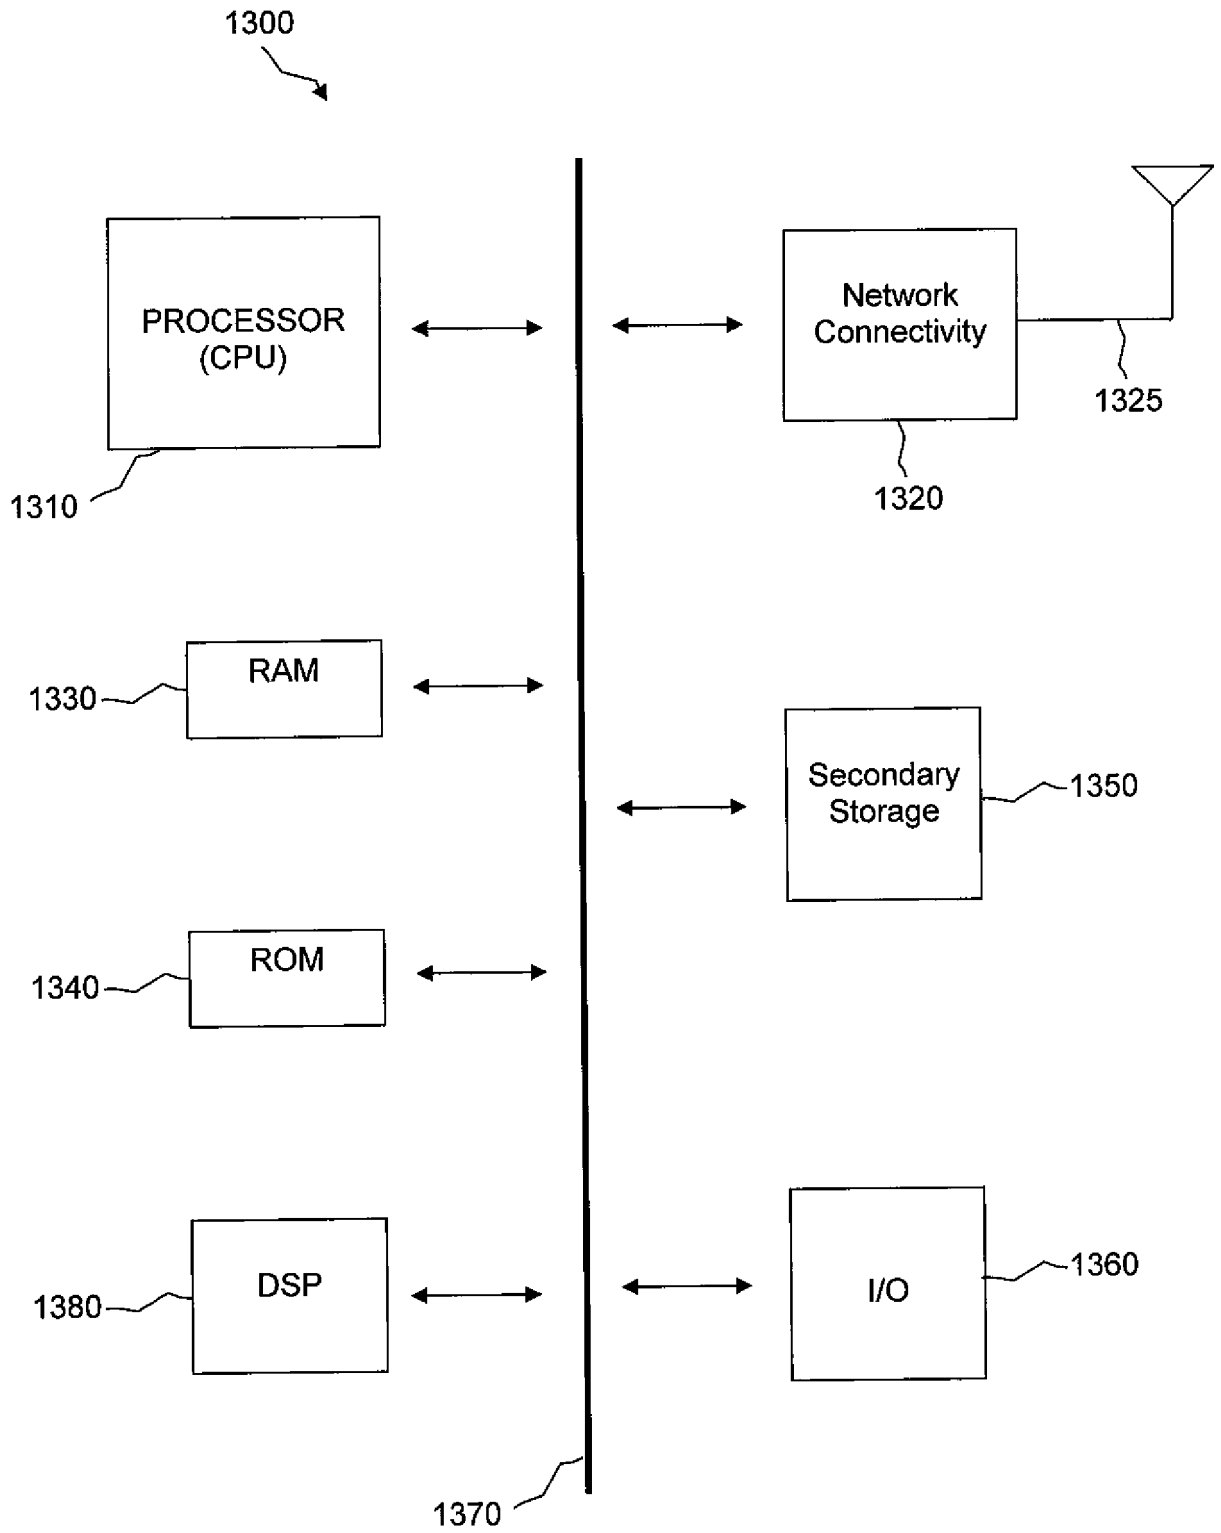 1300
PROCESSOR
(CPU)
1310
Network
Connectivity
1325
1320
RAM
1330
Secondary
Storage
1350
ROM
1340
DSP
1380
I/O
1360
1370